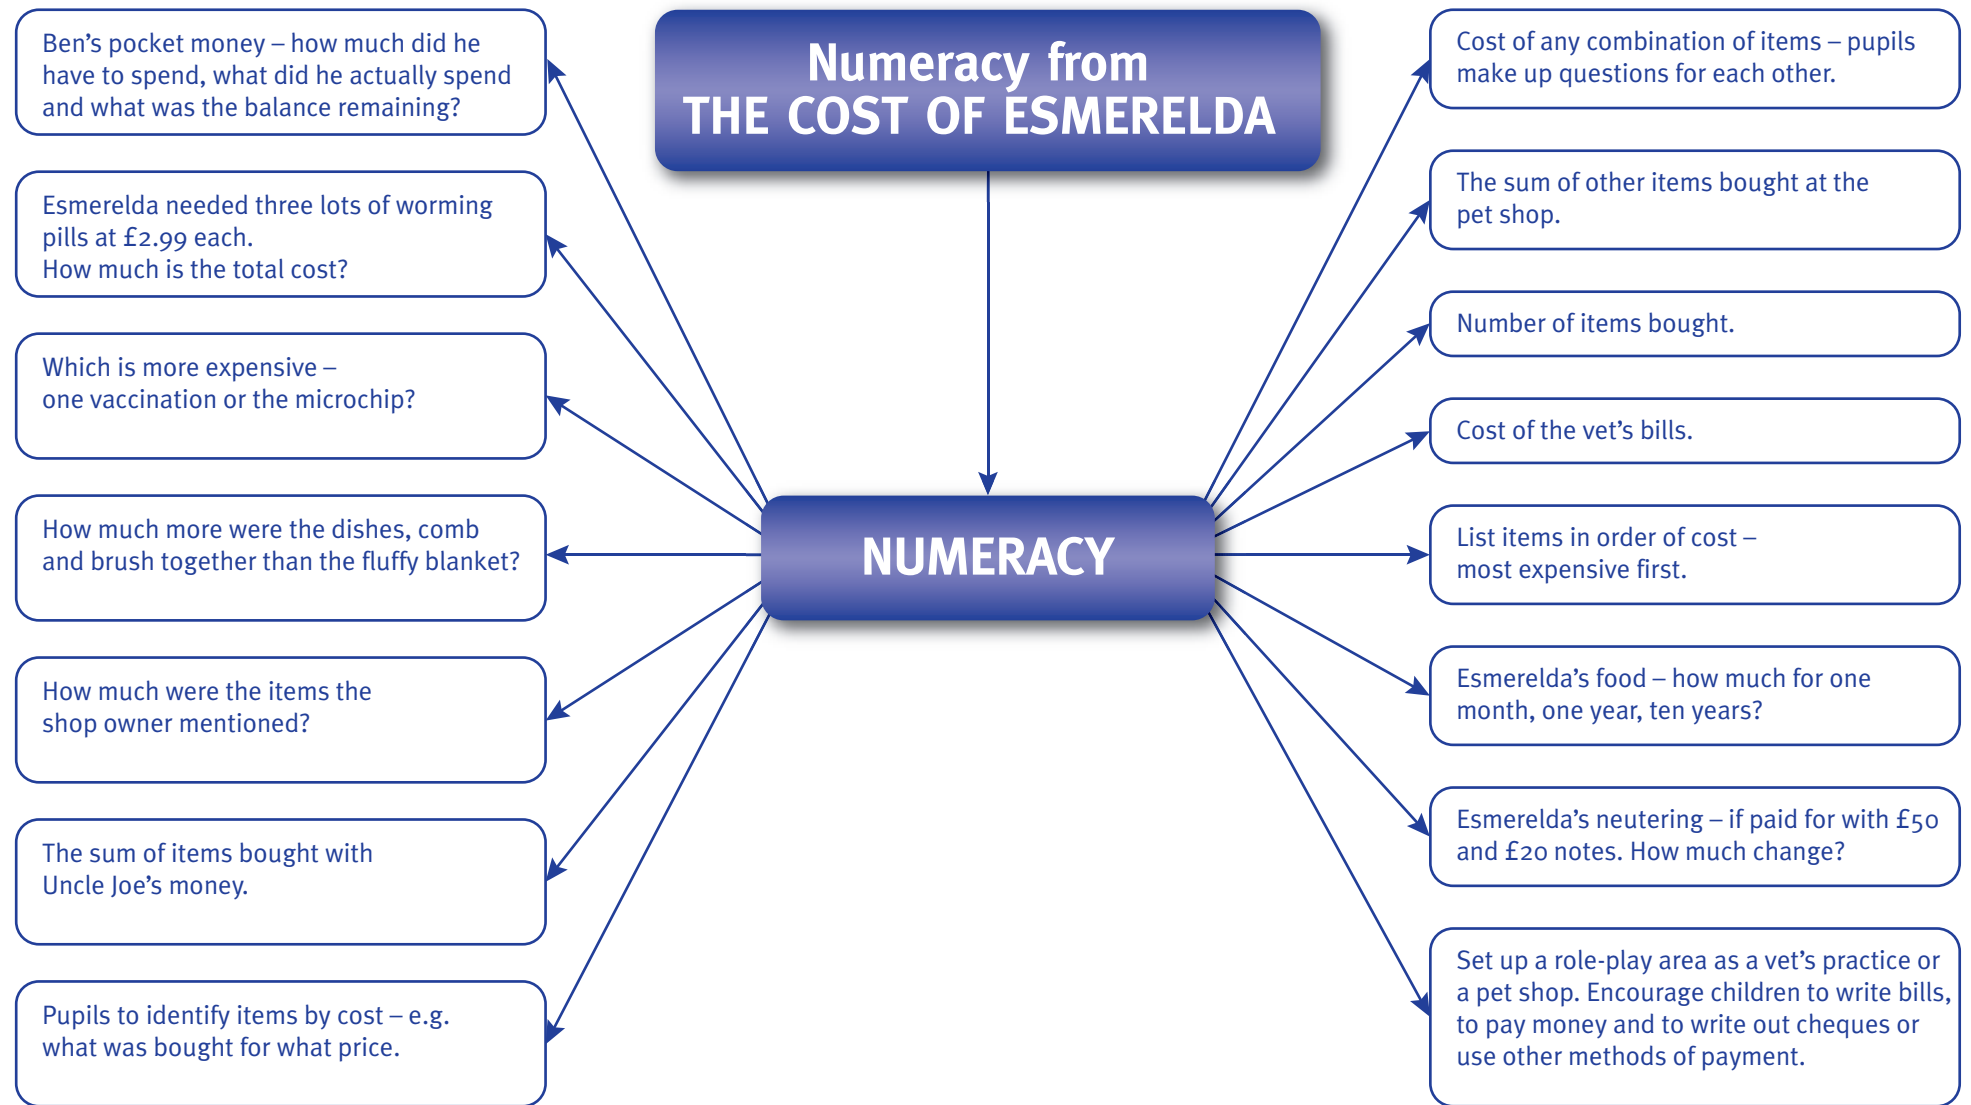 Numeracy from
THE COST OF ESMERELDA
NUMERACY
Ben’s pocket money – how much did he
have to spend, what did he actually spend
and what was the balance remaining?
Esmerelda needed three lots of worming
pills at £2.99 each.
How much is the total cost?
Which is more expensive –
one vaccination or the microchip?
How much more were the dishes, comb
and brush together than the fluffy blanket?
How much were the items the
shop owner mentioned?
The sum of items bought with
Uncle Joe’s money.
Pupils to identify items by cost – e.g.
what was bought for what price.
Cost of any combination of items – pupils
make up questions for each other.
The sum of other items bought at the
pet shop.
Number of items bought.
Cost of the vet’s bills.
List items in order of cost –
most expensive first.
Esmerelda’s food – how much for one
month, one year, ten years?
Esmerelda’s neutering – if paid for with £50
and £20 notes. How much change?
Set up a role-play area as a vet’s practice or
a pet shop. Encourage children to write bills,
to pay money and to write out cheques or
use other methods of payment.